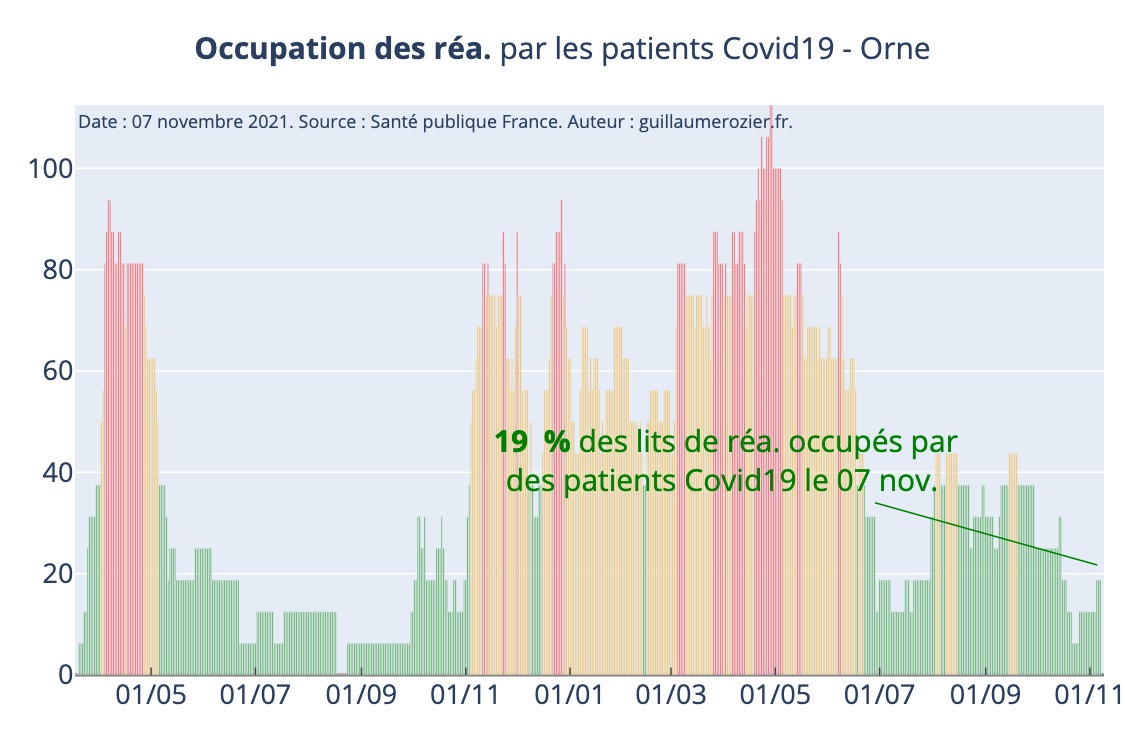 Occupation des réa. par les patients Covid19 - Orne
Date : 07 novembre 2021. Source : Santé publique France. Auteur : guillaumerozier.fr.
100
80
60
40
20
0
19 % des lits de réa. occupés par
des patients Covid19 le 07 nov.
01/05 01/07 01/09 01/11 01/01 01/03 01/05 01/07 01/09 01/11